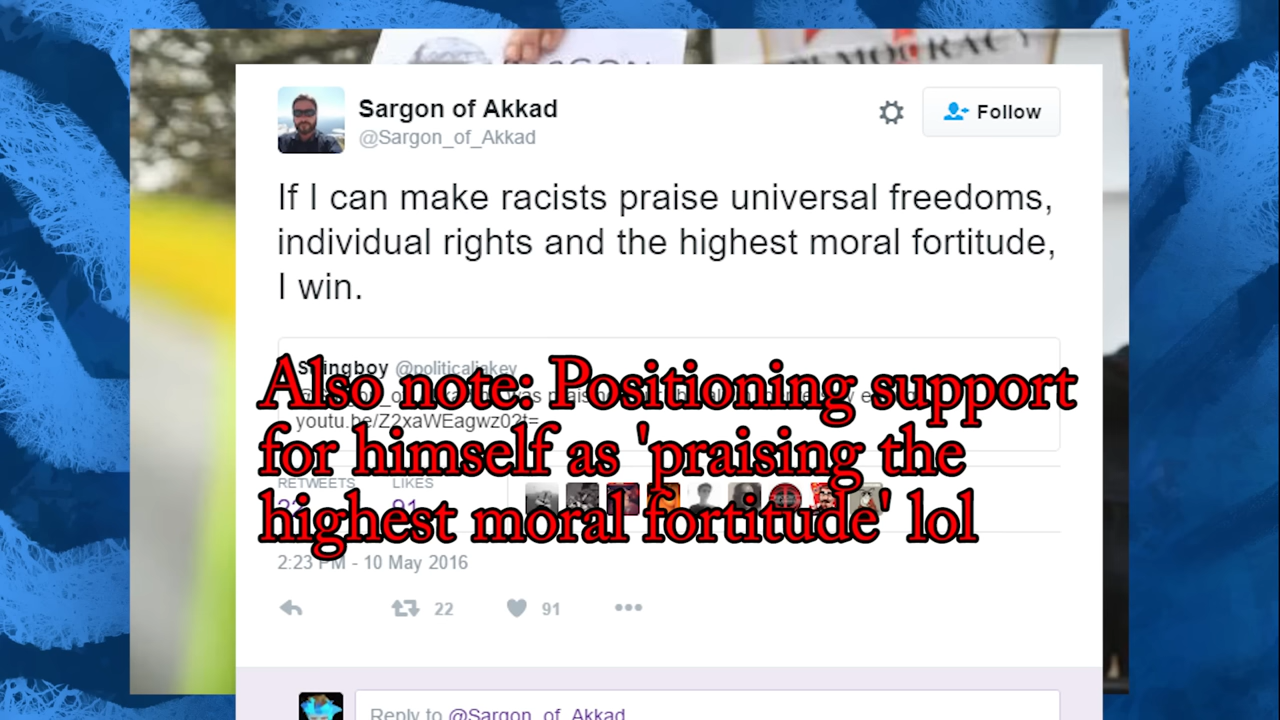 DEMOCRACY
Sargon of Akkad
@Sargon_of_Akkad
Follow
If I can make racists praise universal freedoms,
individual rights and the highest moral fortitude,
I win.
@politicaljakey
youtu.be/Z2xaWEagwz0?t=
Also note: Positioning support
for himself as 'praising the
highest moral fortitude' lol
RETWEETS LIKES
91
2:23 PM - 10 May 2016
22 91
Reply to @Sargon_of_Akkad